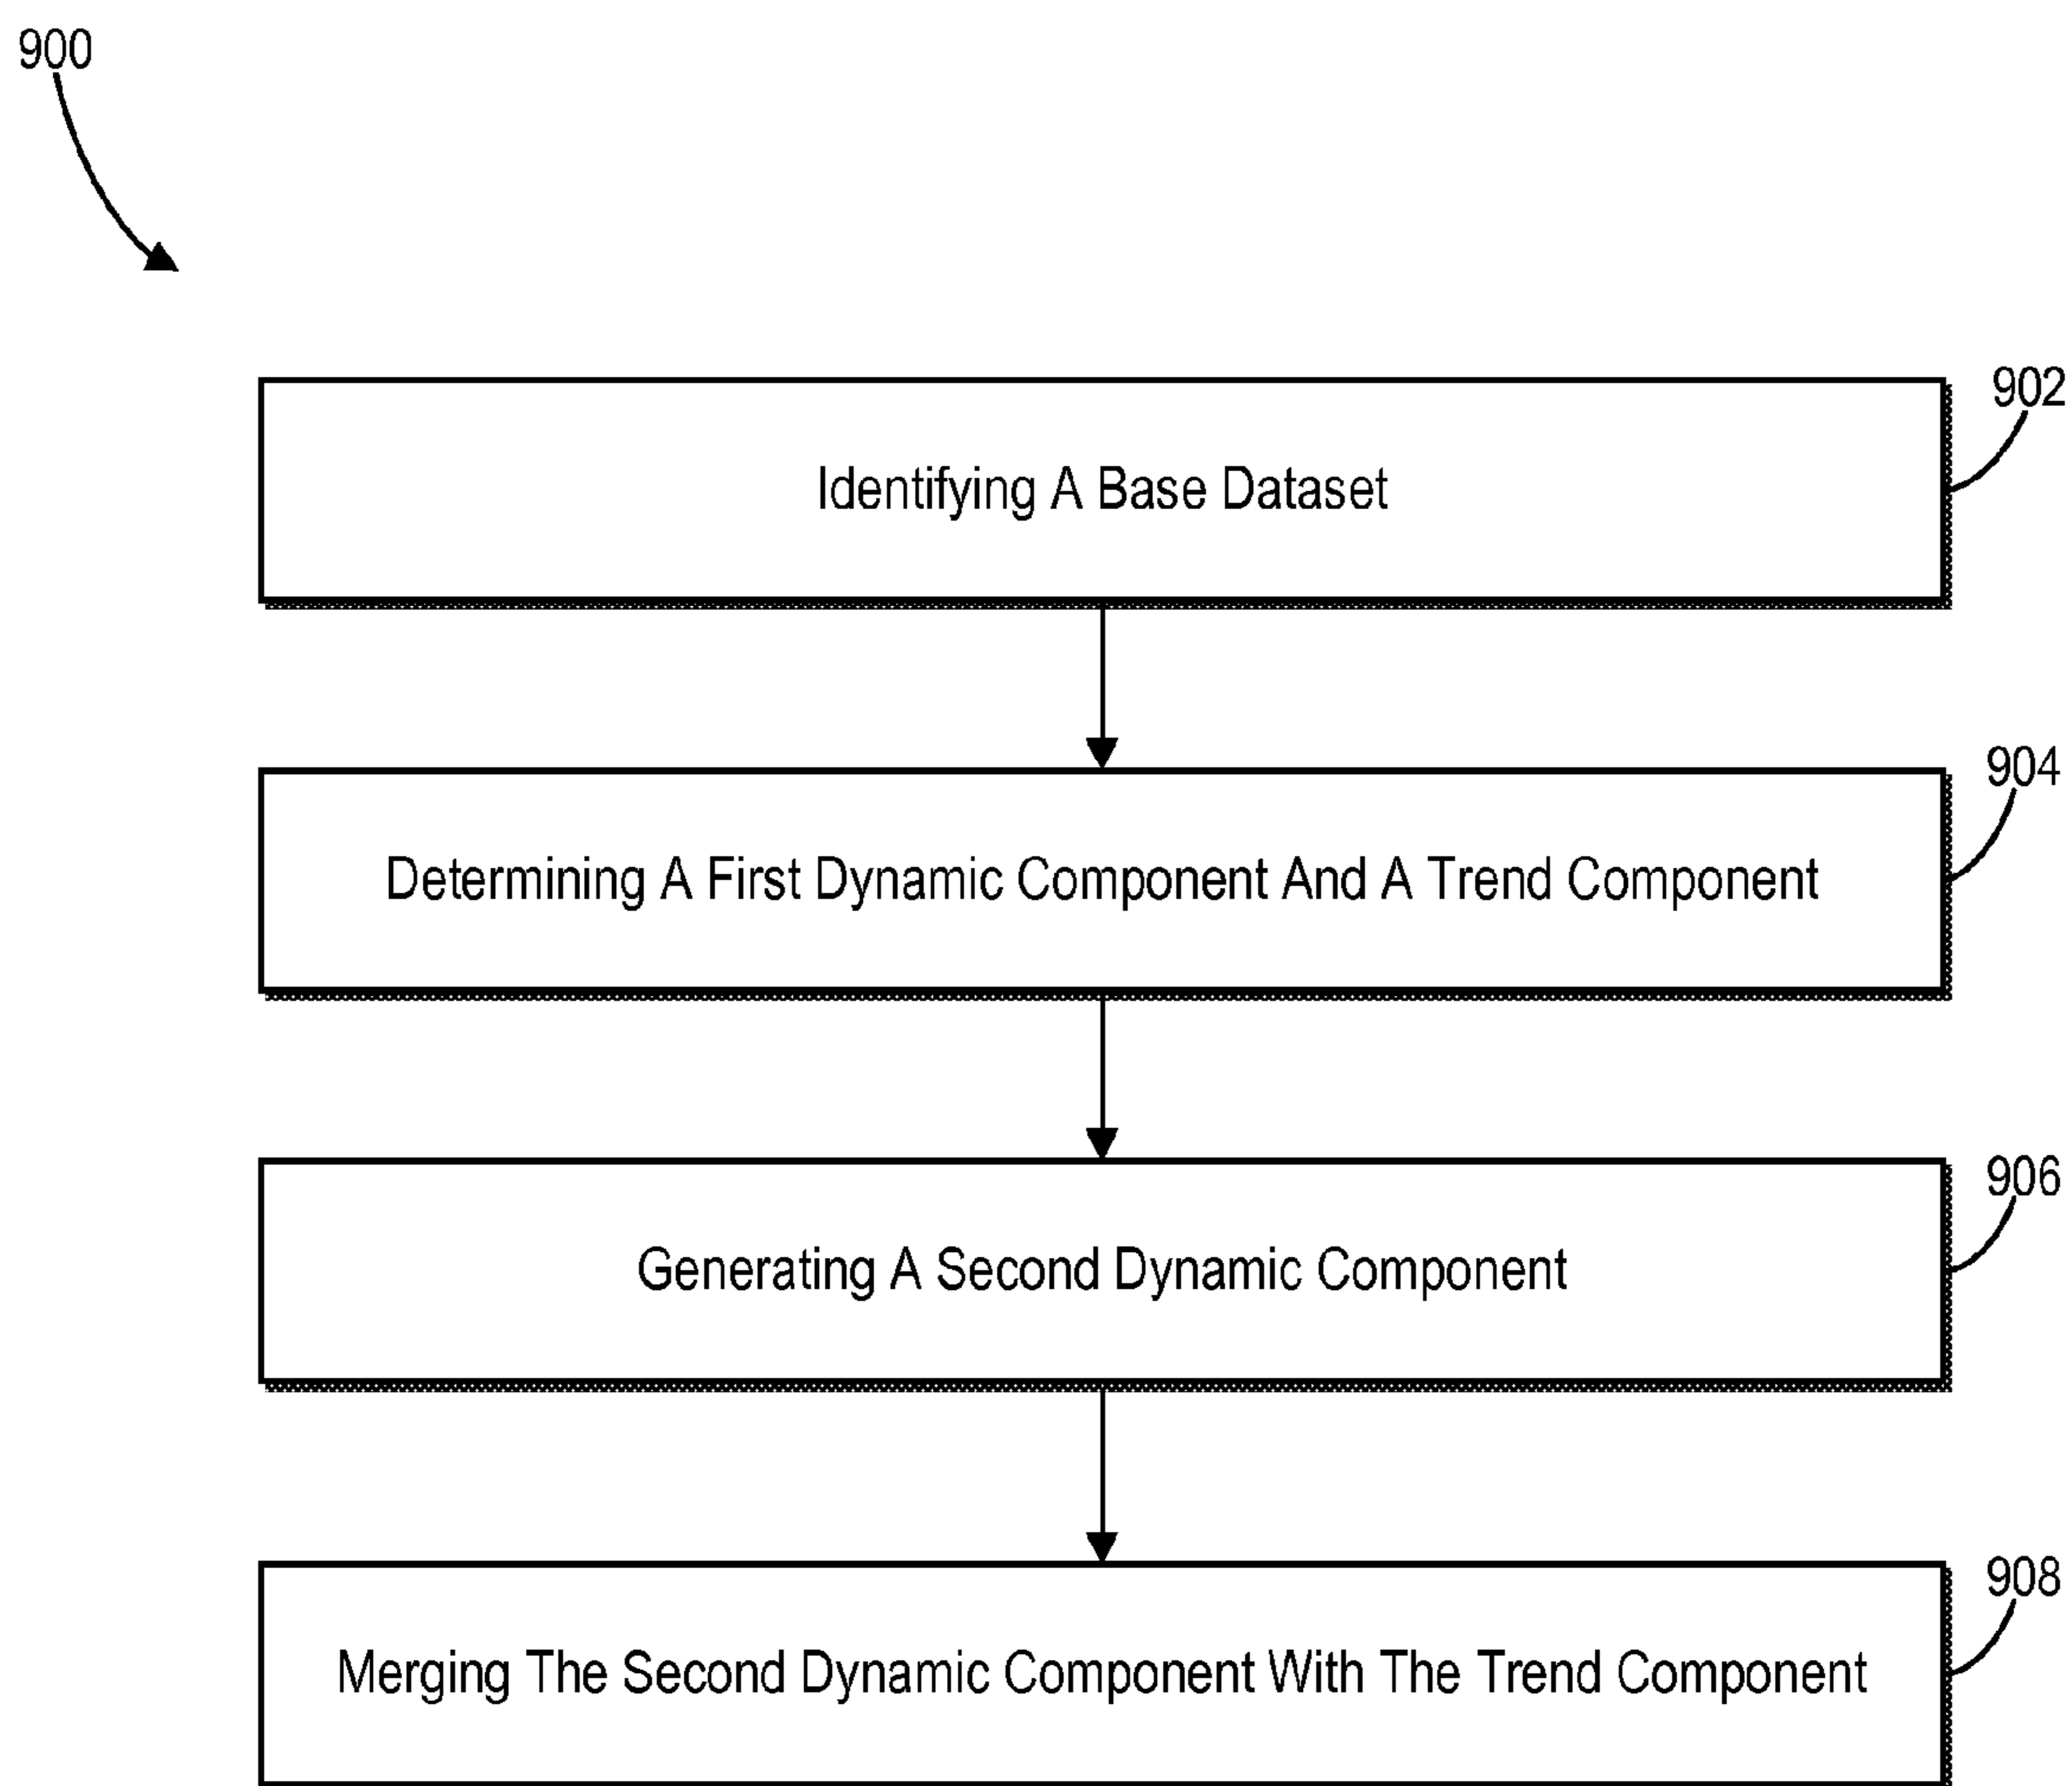 900
902
Identifying A Base Dataset
904
Determining A First Dynamic Component And A Trend Component
906
Generating A Second Dynamic Component
908
Merging The Second Dynamic Component With The Trend Component